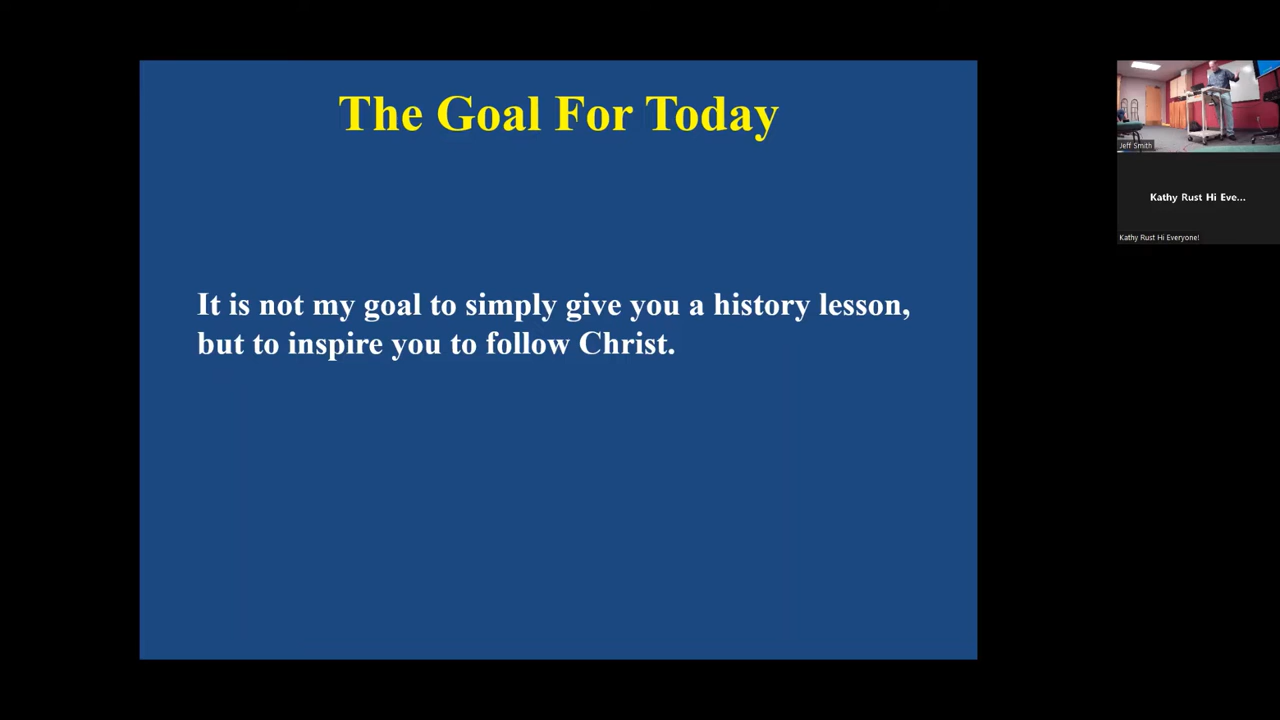 The Goal For Today
It is not my goal to simply give you a history lesson,
but to inspire you to follow Christ.
Jeff Smith
Kathy Rust Hi Eve...
Kathy Rust Hi Everyone!